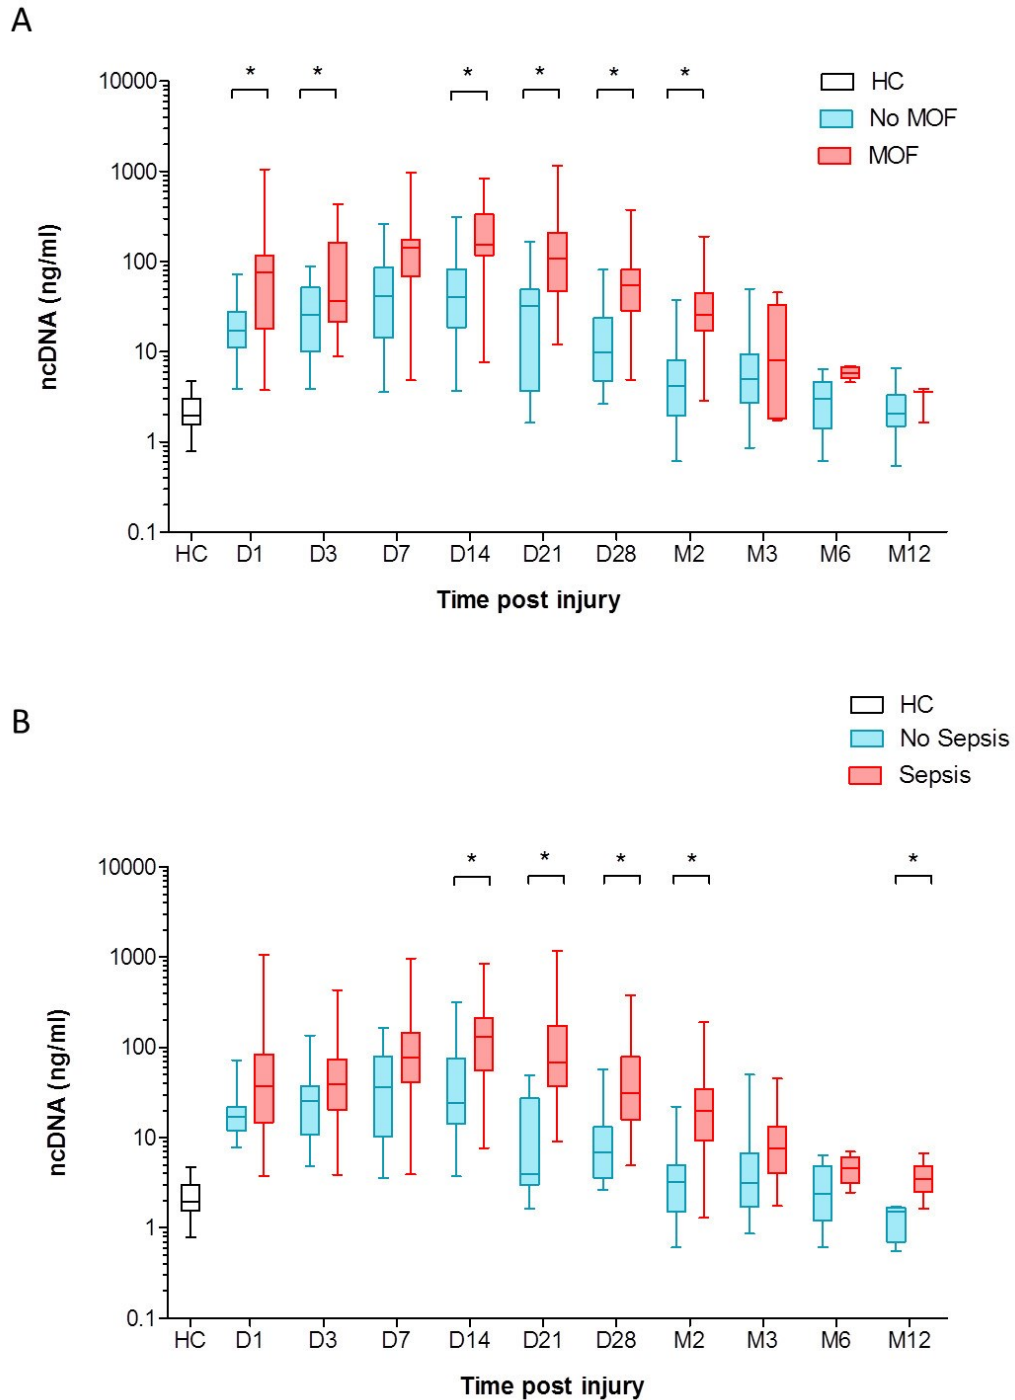 A
* * * * * *
HC
No MOF
MOF
10000
1000
100
10
1
0.1
ncDNA (ng/ml)
HC D1 D3 D7 D14 D21 D28 M2 M3 M6 M12
Time post injury
B
HC
No Sepsis
Sepsis
* * * * *
10000
1000
100
10
1
0.1
ncDNA (ng/ml)
HC D1 D3 D7 D14 D21 D28 M2 M3 M6 M12
Time post injury